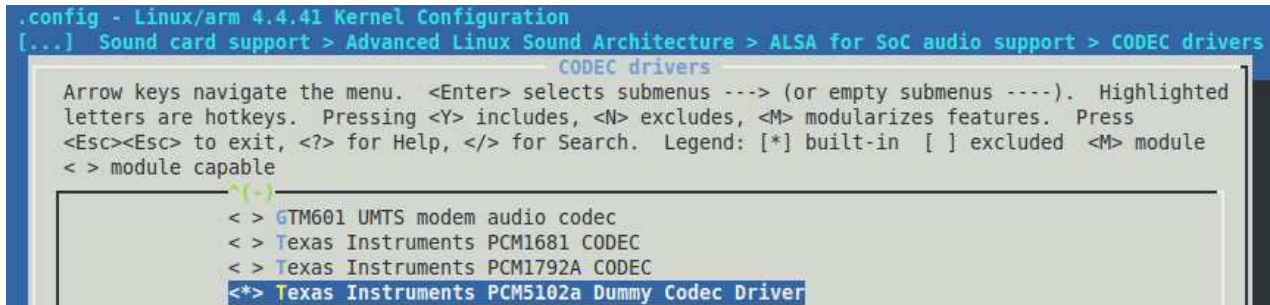 .config - Linux/arm 4.4.41 Kernel Configuration
[...] Sound card support > Advanced Linux Sound Architecture > ALSA for SoC audio support > CODEC drivers
CODEC drivers
Arrow keys navigate the menu. <Enter> selects submenus ---> (or empty submenus ----). Highlighted
letters are hotkeys. Pressing <Y> includes, <N> excludes, <M> modularizes features. Press
<Esc><Esc> to exit, <?> for Help, </> for Search. Legend: [*] built-in [ ] excluded <M> module
< > module capable
^(-)
< > GTM601 UMTS modem audio codec
< > Texas Instruments PCM1681 CODEC
< > Texas Instruments PCM1792A CODEC
<*> Texas Instruments PCM5102a Dummy Codec Driver